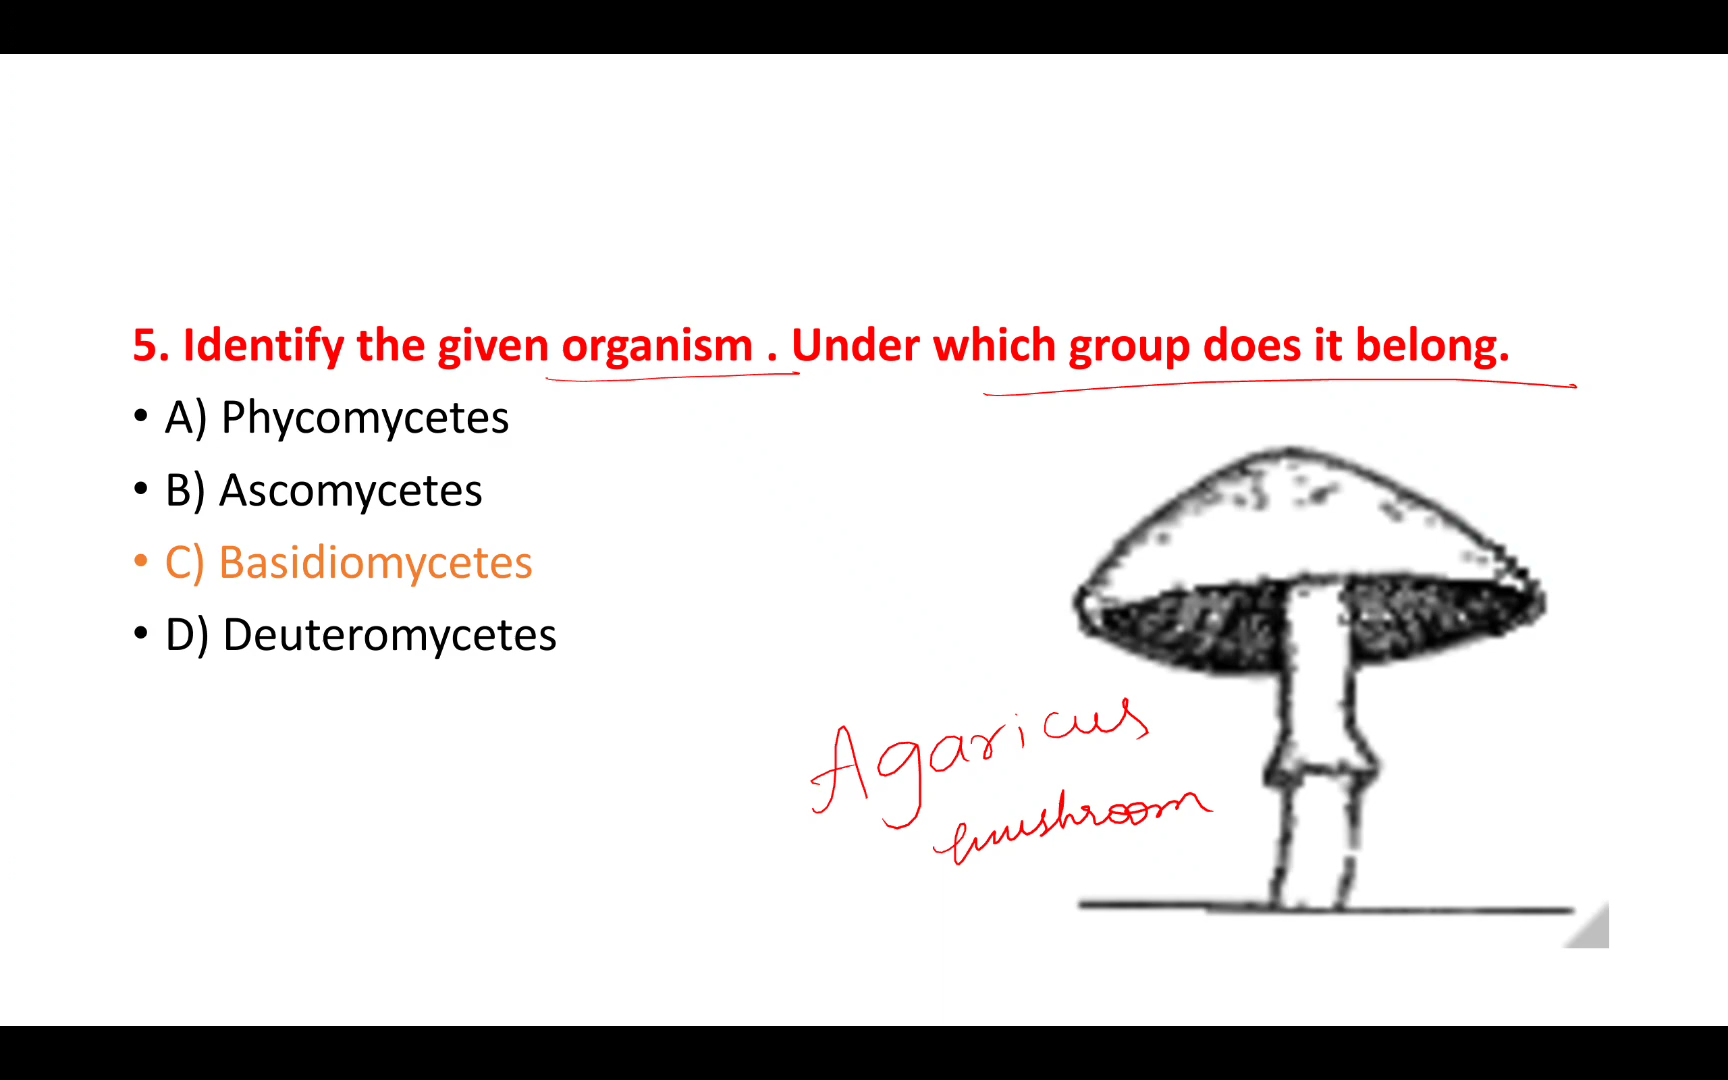 5. Identify the given organism . Under which group does it belong.
• A) Phycomycetes
• B) Ascomycetes
• C) Basidiomycetes
• D) Deuteromycetes
Agaricus
mushroom